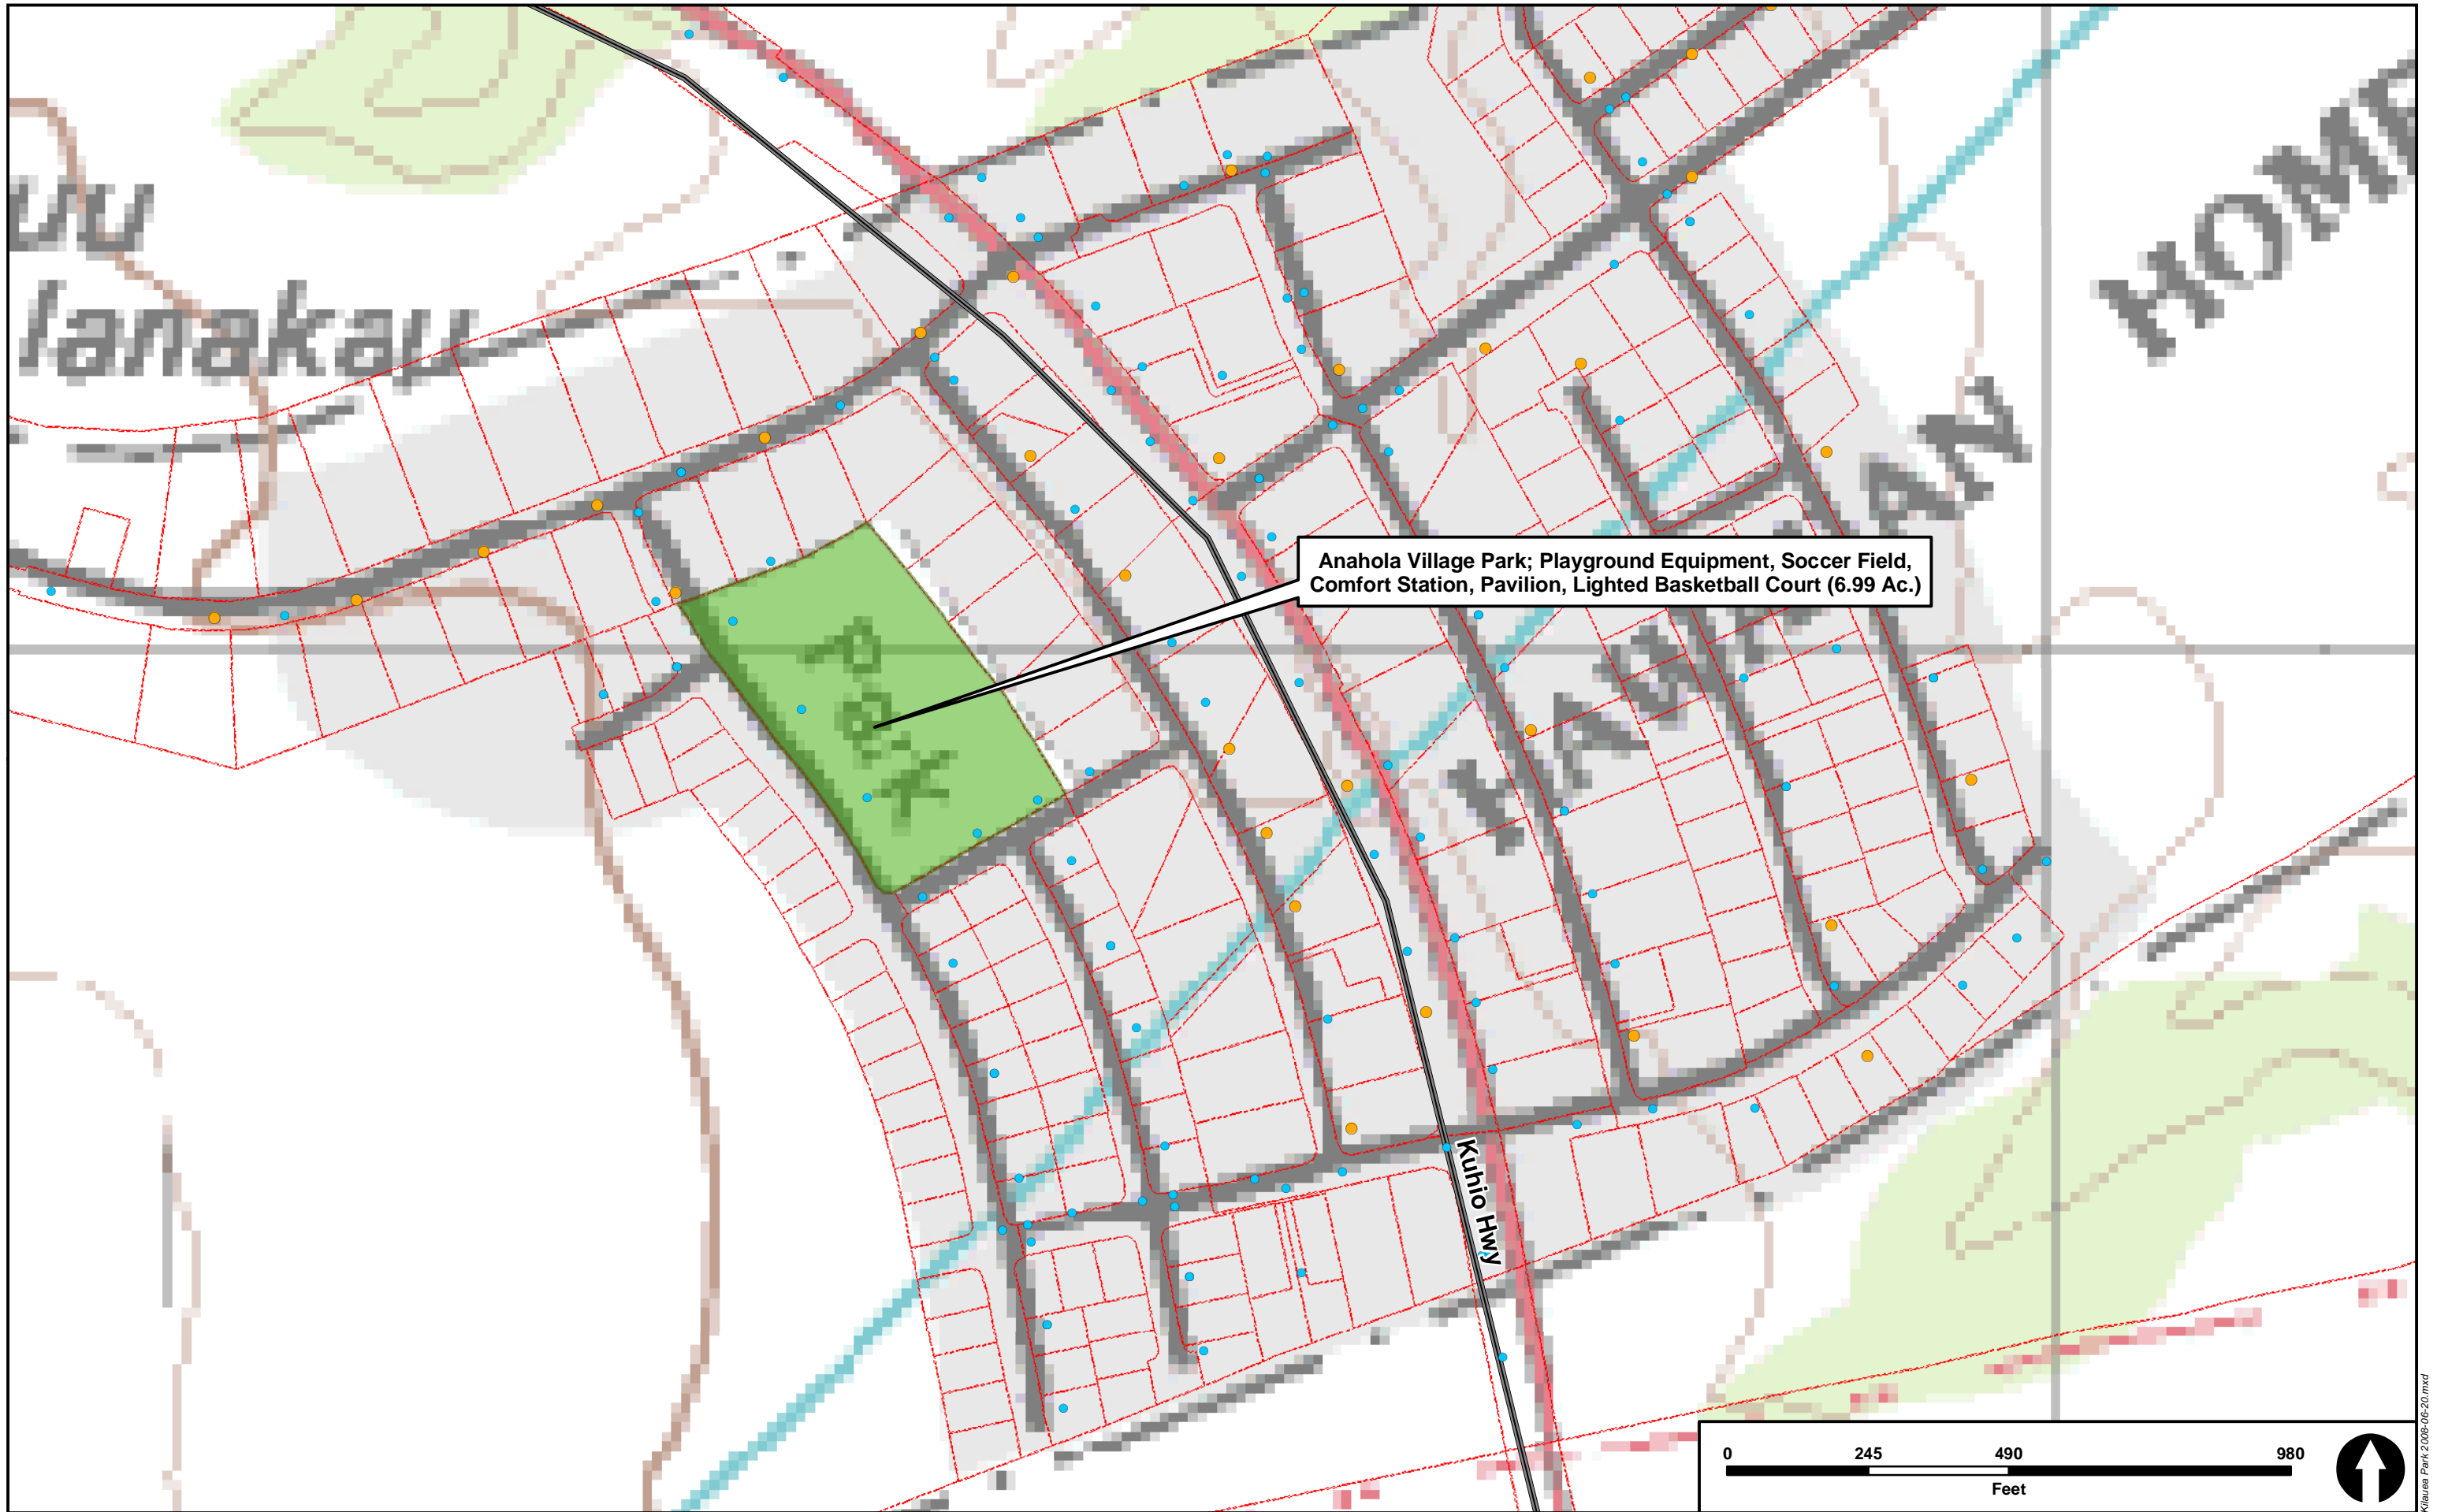 lanakau
HOME
HAWAIIAN
Anahola Village Park; Playground Equipment, Soccer Field,
Comfort Station, Pavilion, Lighted Basketball Court (6.99 Ac.)
Park
Kuhio Hwy
0 245 490 980
Feet
Kilauea Park 2008-06-20.mxd